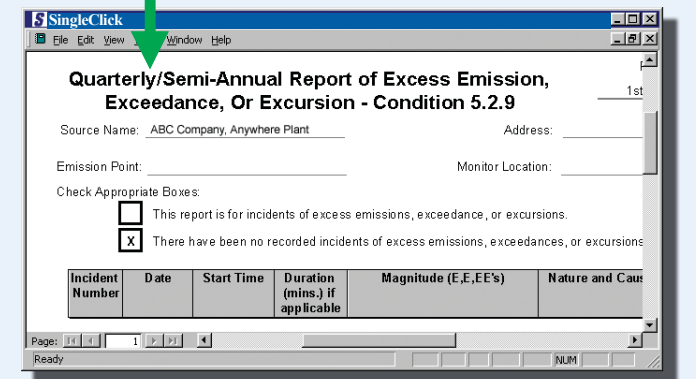 SingleClick
File Edit View Window Help
Quarterly/Semi-Annual Report of Excess Emission,
Exceedance, Or Excursion - Condition 5.2.9
1st
Source Name: ABC Company, Anywhere Plant Address:
Emission Point: Monitor Location:
Check Appropriate Boxes:
This report is for incidents of excess emissions, exceedance, or excursions.
X There have been no recorded incidents of excess emissions, exceedances, or excursions
Incident Date Start Time Duration Magnitude (E,E,EE's) Nature and Caus
Number (mins.) if
applicable
Page: 1
Ready NUM